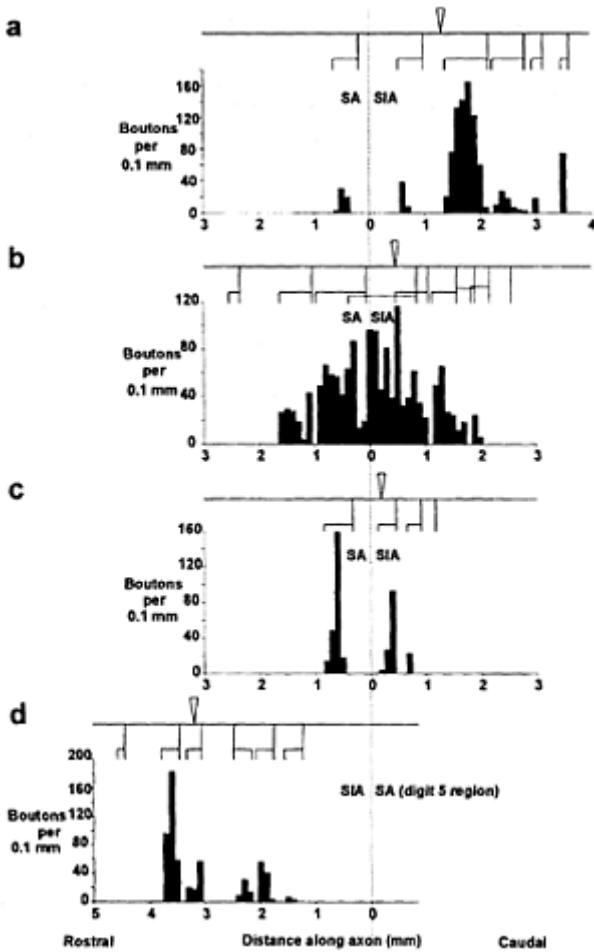 a
160
SA SIA
120
Boutons
per
0.1 mm
80
40
0
3 2 1 0 1 2 3 4
b
120
SA SIA
Boutons
per
0.1 mm
80
40
0
3 2 1 0 1 2 3
c
160
SA SIA
120
Boutons
per
0.1 mm
80
40
0
3 2 1 0 1 2 3
d
200
160
SIA SA (digit 5 region)
Boutons
per
0.1 mm
120
80
40
0
5 4 3 2 1 0
Rostral Distance along axon (mm) Caudal